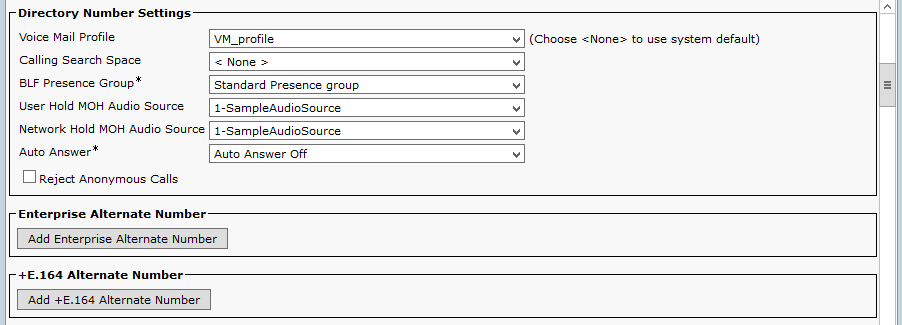 Directory Number Settings
Voice Mail Profile VM_profile (Choose <None> to use system default)
Calling Search Space < None >
BLF Presence Group* Standard Presence group
User Hold MOH Audio Source 1-SampleAudioSource
Network Hold MOH Audio Source 1-SampleAudioSource
Auto Answer* Auto Answer Off
Reject Anonymous Calls
Enterprise Alternate Number
Add Enterprise Alternate Number
+E.164 Alternate Number
Add +E.164 Alternate Number